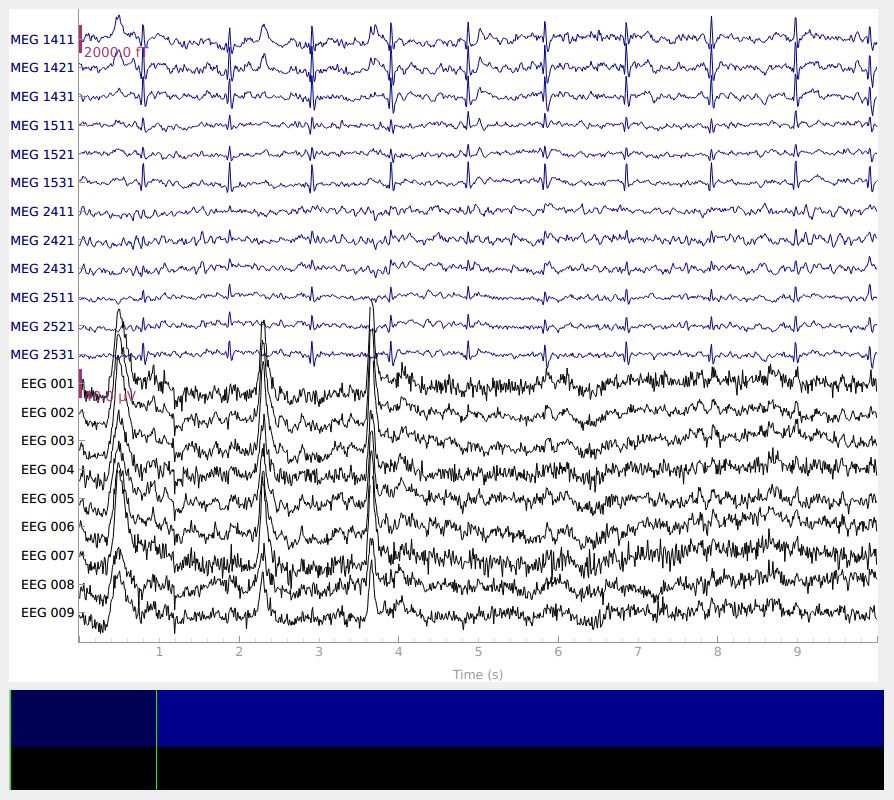 MEG 1411
2000.0 fT
MEG 1421
MEG 1431
MEG 1511
MEG 1521
MEG 1531
MEG 2411
MEG 2421
MEG 2431
MEG 2511
MEG 2521
MEG 2531
EEG 001
µV
EEG 002
EEG 003
EEG 004
EEG 005
EEG 006
EEG 007
EEG 008
EEG 009
1 2 3 4 5 6 7 8 9
Time (s)